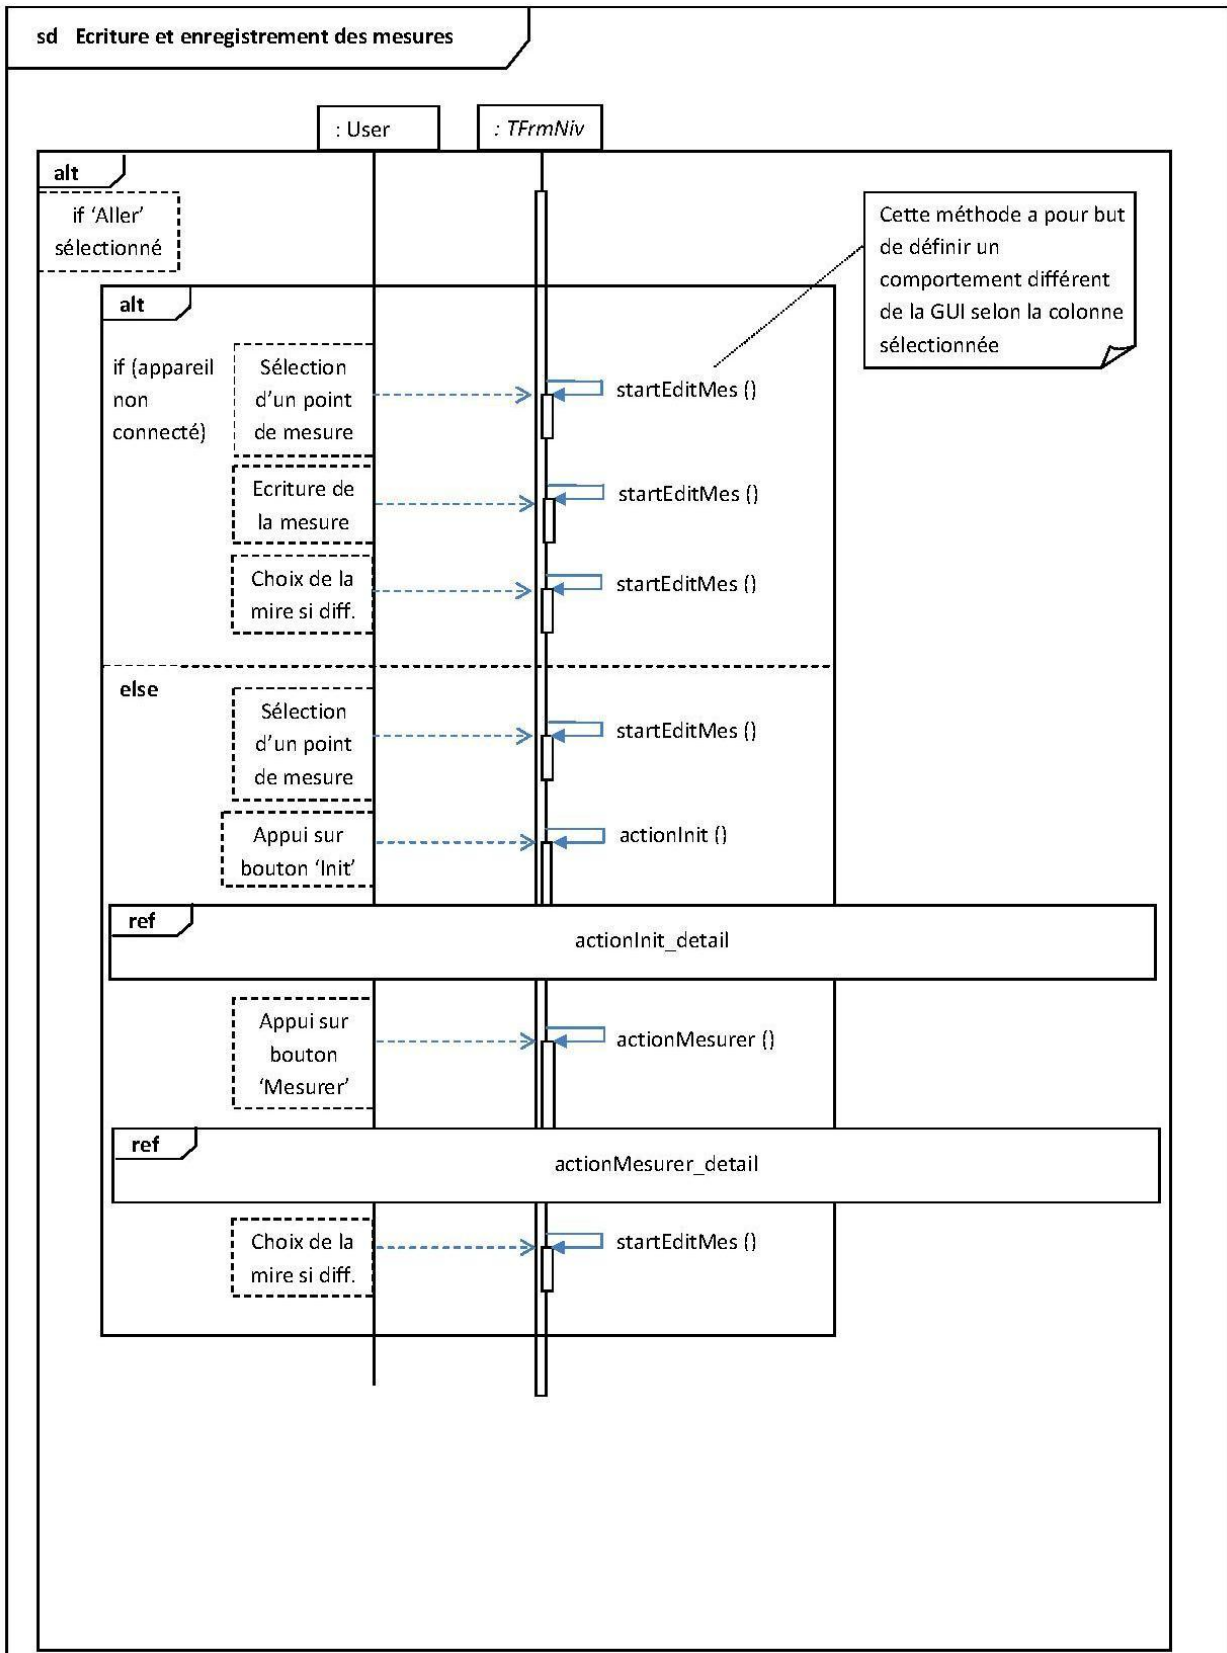 sd Ecriture et enregistrement des mesures
: User
: TFrmNiv
alt
if ‘Aller’
sélectionné
Cette méthode a pour but
de définir un
comportement différent
de la GUI selon la colonne
sélectionnée
alt
if (appareil
non
connecté)
Sélection
d’un point
de mesure
startEditMes ()
Ecriture de
la mesure
startEditMes ()
Choix de la
mire si diff.
startEditMes ()
else
Sélection
d’un point
de mesure
startEditMes ()
Appui sur
bouton ‘Init’
actionInit ()
ref
actionInit_detail
Appui sur
bouton
‘Mesurer’
actionMesurer ()
ref
actionMesurer_detail
Choix de la
mire si diff.
startEditMes ()